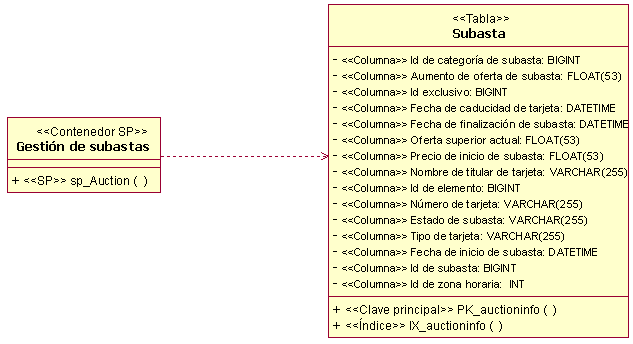 <<Contenedor SP>>
Gestión de subastas
+ <<SP>> sp_Auction ( )
<<Tabla>>
Subasta
- <<Columna>> Id de categoría de subasta: BIGINT
- <<Columna>> Aumento de oferta de subasta: FLOAT(53)
- <<Columna>> Id exclusivo: BIGINT
- <<Columna>> Fecha de caducidad de tarjeta: DATETIME
- <<Columna>> Fecha de finalización de subasta: DATETIME
- <<Columna>> Oferta superior actual: FLOAT(53)
- <<Columna>> Precio de inicio de subasta: FLOAT(53)
- <<Columna>> Nombre de titular de tarjeta: VARCHAR(255)
- <<Columna>> Id de elemento: BIGINT
- <<Columna>> Número de tarjeta: VARCHAR(255)
- <<Columna>> Estado de subasta: VARCHAR(255)
- <<Columna>> Tipo de tarjeta: VARCHAR(255)
- <<Columna>> Fecha de inicio de subasta: DATETIME
- <<Columna>> Id de subasta: BIGINT
- <<Columna>> Id de zona horaria: INT
+ <<Clave principal>> PK_auctioninfo ( )
+ <<Índice>> IX_auctioninfo ( )